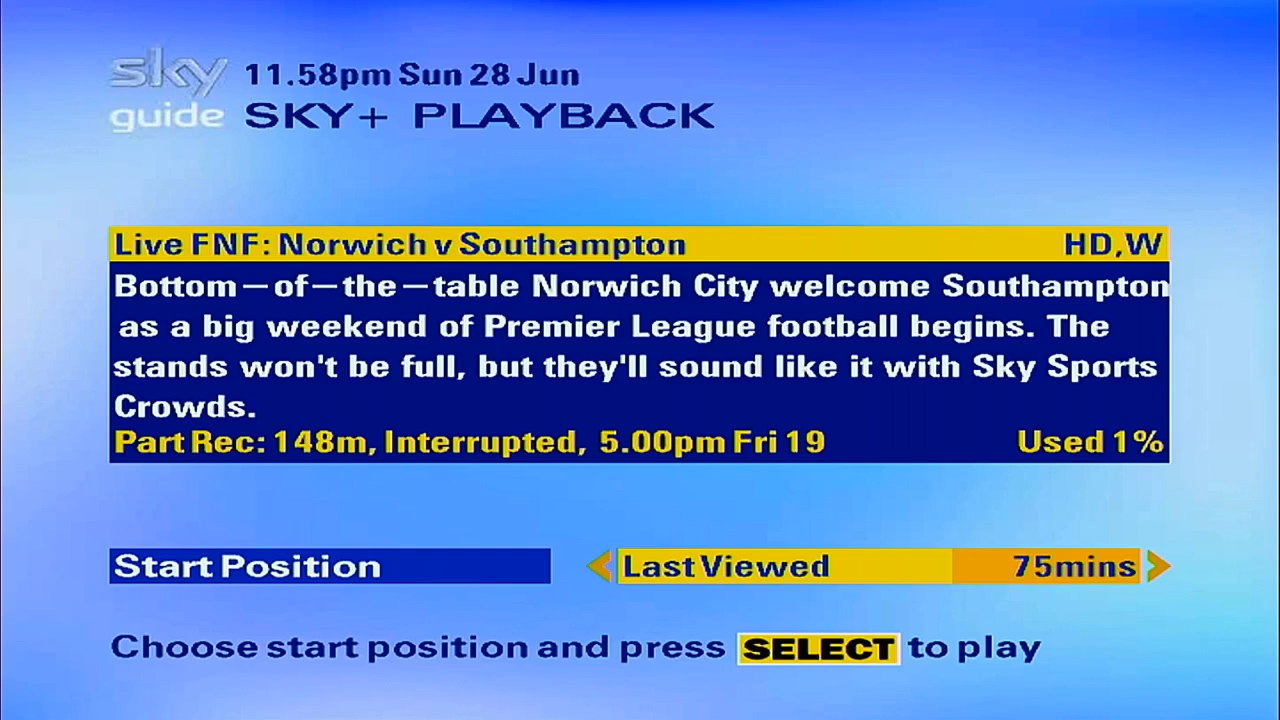 sky 11.58pm Sun 28 Jun
guide SKY+ PLAYBACK
Live FNF: Norwich v Southampton HD,W
Bottom—of—the—table Norwich City welcome Southampton
as a big weekend of Premier League football begins. The
stands won't be full, but they'll sound like it with Sky Sports
Crowds.
Part Rec: 148m, Interrupted, 5.00pm Fri 19 Used 1%
Start Position Last Viewed 75mins
Choose start position and press SELECT to play